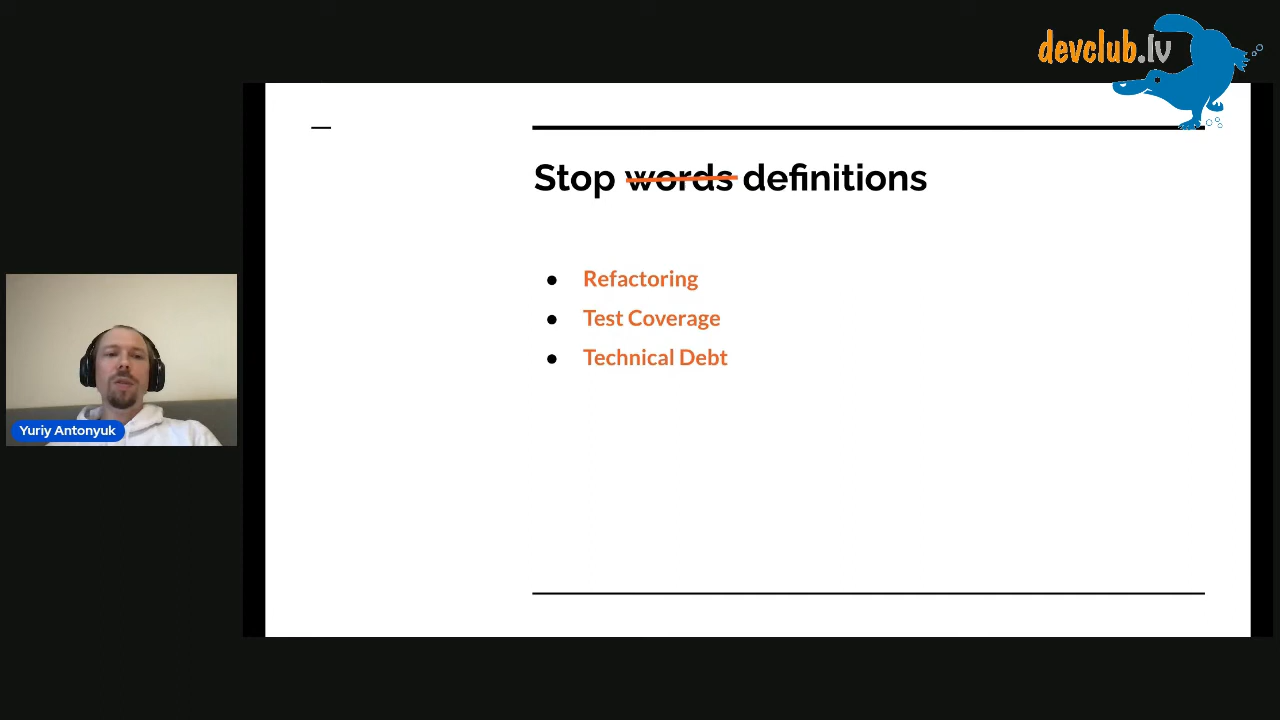 devclub.lv
Stop words definitions
● Refactoring
● Test Coverage
● Technical Debt
Yuriy Antonyuk